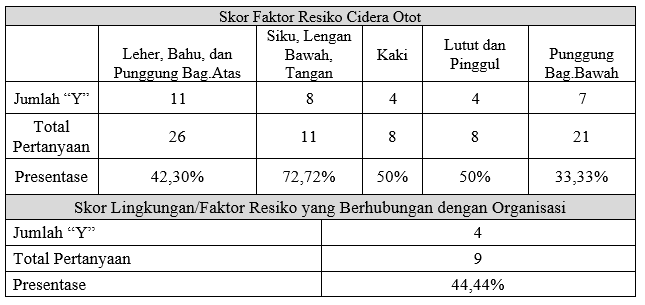 Skor Faktor Resiko Cidera Otot
Leher, Bahu, dan Punggung Bag.Atas | Siku, Lengan Bawah, Tangan | Kaki | Lutut dan Pinggul | Punggung Bag.Bawah
Jumlah “Y” | 11 | 8 | 4 | 4 | 7
Total Pertanyaan | 26 | 11 | 8 | 8 | 21
Presentase | 42,30% | 72,72% | 50% | 50% | 33,33%
Skor Lingkungan/Faktor Resiko yang Berhubungan dengan Organisasi
Jumlah “Y” | 4
Total Pertanyaan | 9
Presentase | 44,44%